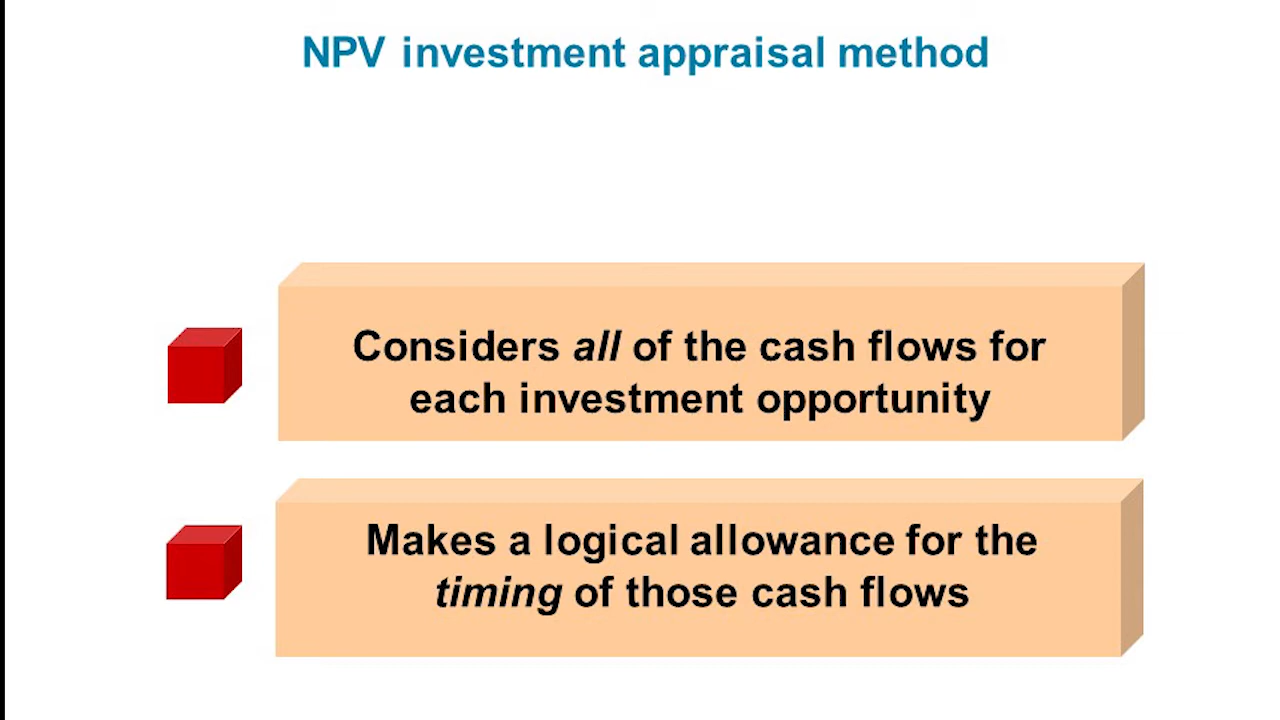 NPV investment appraisal method
Considers all of the cash flows for
each investment opportunity
Makes a logical allowance for the
timing of those cash flows